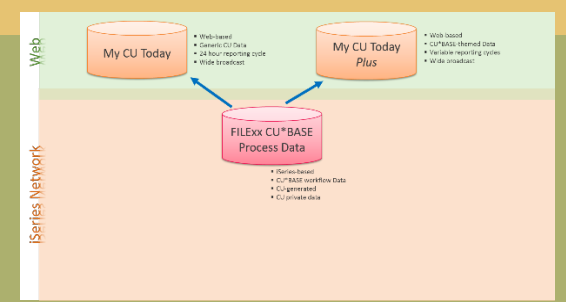 Web
My CU Today
• Web-based
• Generic CU Data
• 24 hour reporting cycle
• Wide broadcast
My CU Today
Plus
• Web based
• CU*BASE-themed Data
• Variable reporting cycles
• Wide broadcast
iSeries Network
FILExx CU*BASE
Process Data
• iSeries-based
• CU*BASE workflow Data
• CU-generated
• CU private data